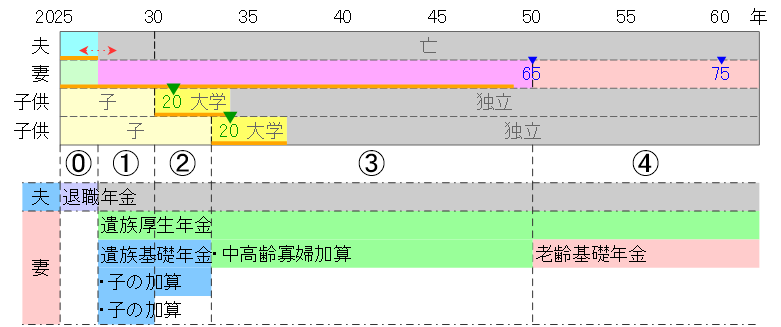 2025 30 35 40 45 50 55 60 年
夫 亡
妻 65 75
子供 子 20 大学 独立
子供 子 20 大学 独立
⓪ ① ② ③ ④
夫 退職年金
遺族厚生年金
妻 遺族基礎年金・中高齢寡婦加算 老齢基礎年金
・子の加算
・子の加算